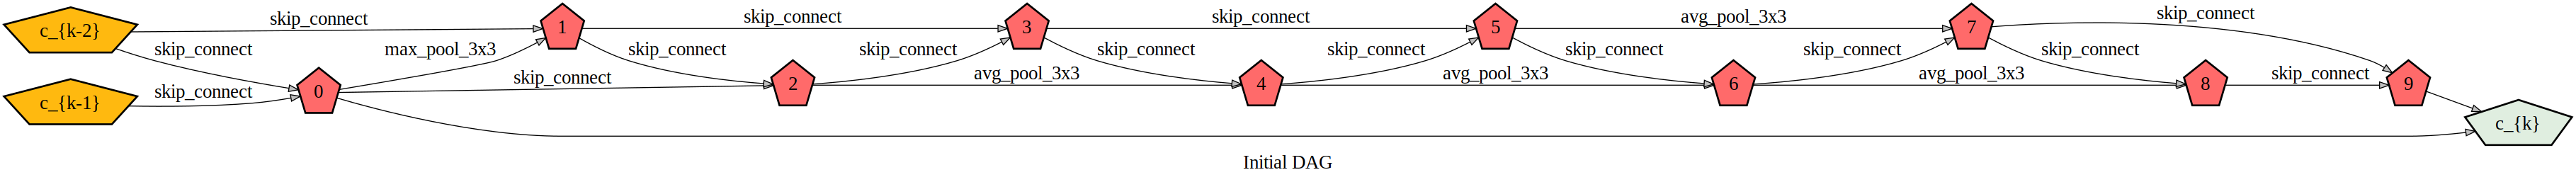 skip_connect
skip_connect
skip_connect
skip_connect
avg_pool_3x3
skip_connect
c_{k-2}
1
3
5
7
skip_connect
max_pool_3x3
skip_connect
skip_connect
skip_connect
skip_connect
skip_connect
skip_connect
skip_connect
c_{k-1}
skip_connect
0
skip_connect
2
avg_pool_3x3
4
avg_pool_3x3
6
avg_pool_3x3
8
skip_connect
9
c_{k}
Initial DAG